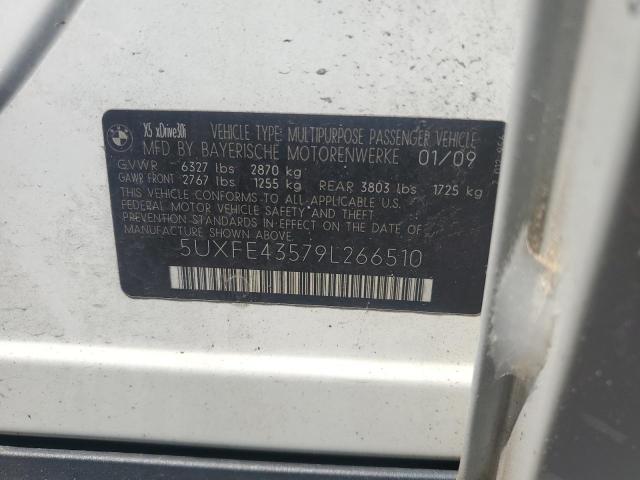 BMW
X5 xDrive30i VEHICLE TYPE: MULTIPURPOSE PASSENGER VEHICLE
MFD BY BAYERISCHE MOTORENWERKE 01/09
GVWR 6327 lbs 2870 kg
GAWR FRONT 2767 lbs 1255 kg REAR 3803 lbs 1725 kg
THIS VEHICLE CONFORMS TO ALL APPLICABLE U.S.
FEDERAL MOTOR VEHICLE SAFETY AND THEFT
PREVENTION STANDARDS IN EFFECT ON THE DATE OF
MANUFACTURE SHOWN ABOVE.
5UXFE43579L266510